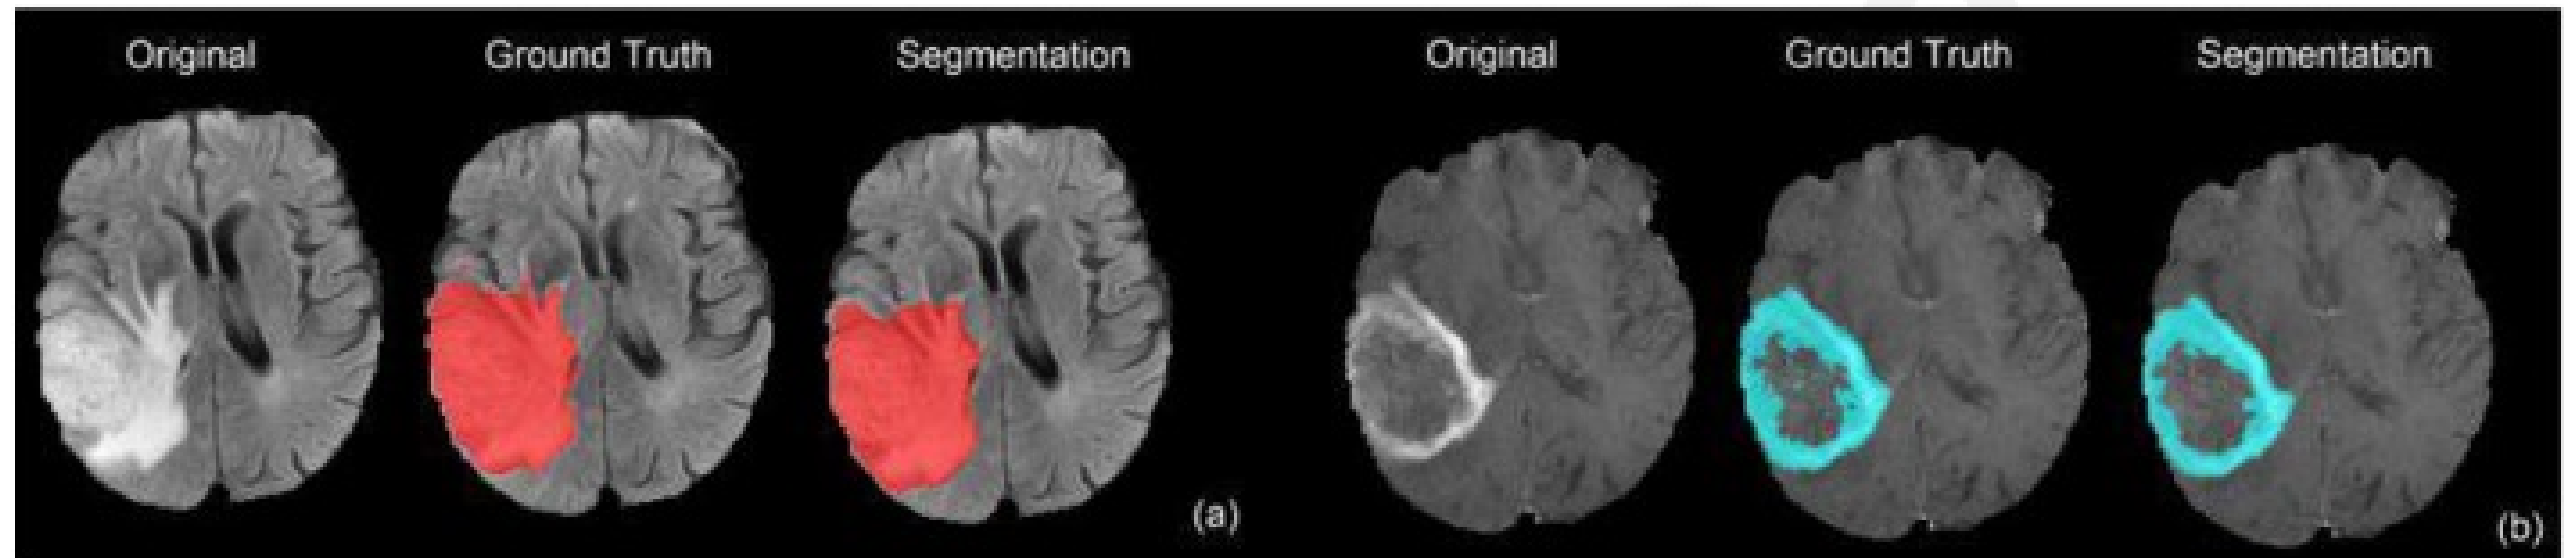 Original Ground Truth Segmentation Original Ground Truth Segmentation
(a)
(b)